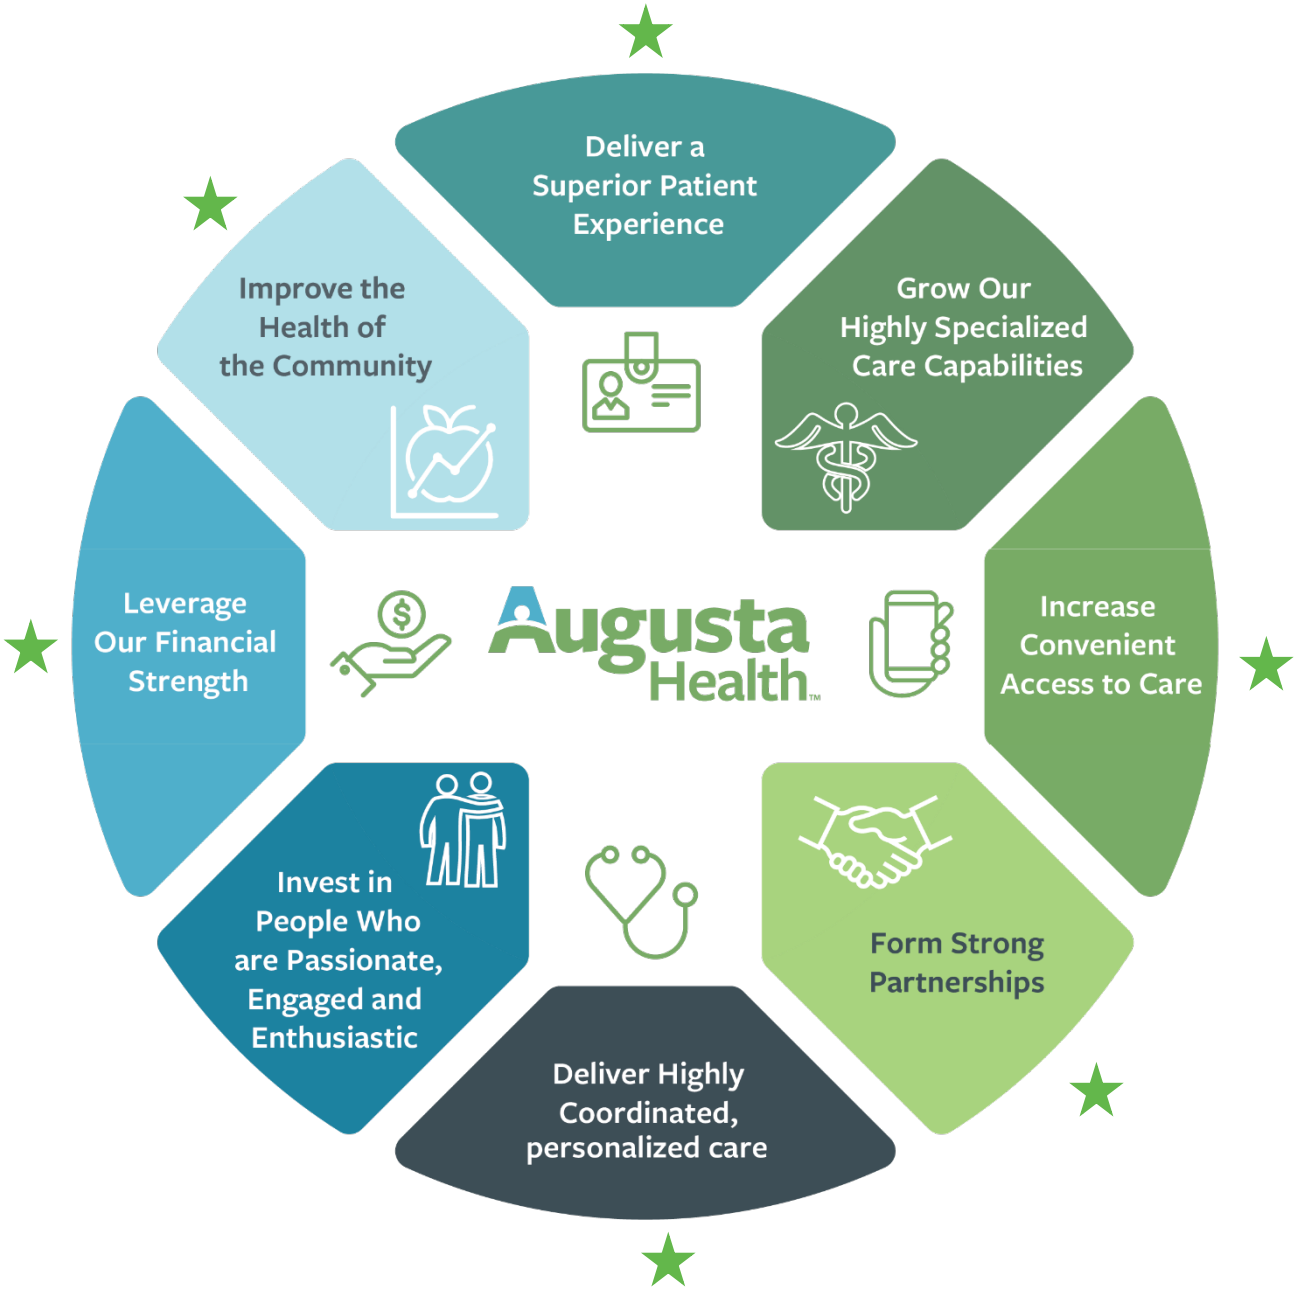 Deliver a
Superior Patient
Experience
Grow Our
Highly Specialized
Care Capabilities
Increase
Convenient
Access to Care
Form Strong
Partnerships
Deliver Highly
Coordinated,
personalized care
Invest in
People Who
are Passionate,
Engaged and
Enthusiastic
Leverage
Our Financial
Strength
Improve the
Health of
the Community
$
Augusta
Health™